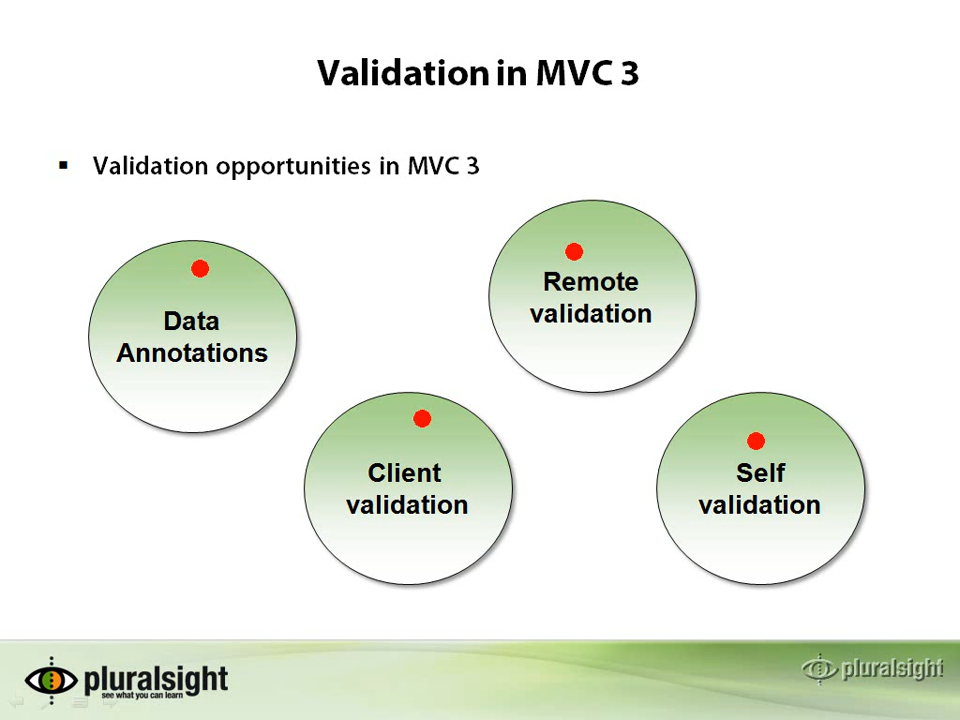 Validation in MVC 3
Validation opportunities in MVC 3
Data
Annotations
Remote
validation
Client
validation
Self
validation
pluralsight
see what you can learn
pluralsight